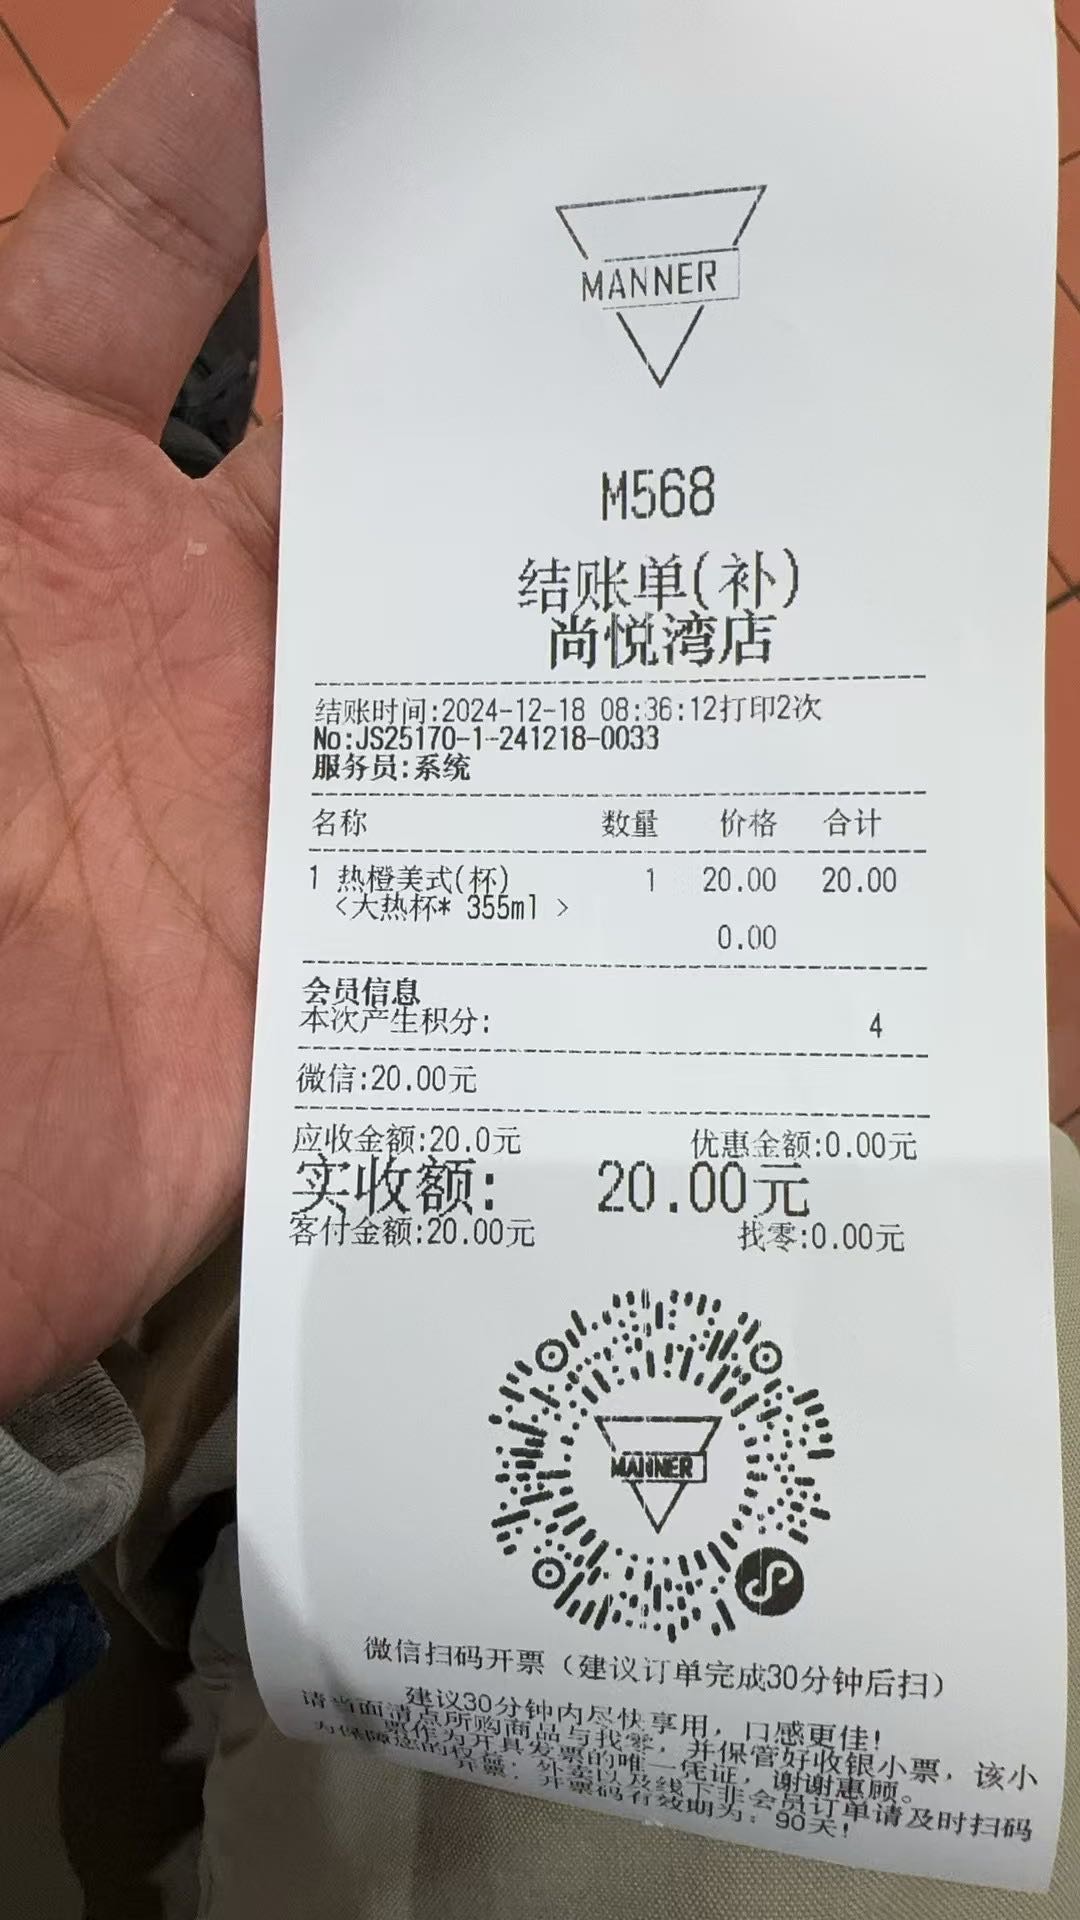 MANNER
M568
结账单(补)
尚悦湾店
结账时间:2024-12-18 08:36:12打印2次
No:JS25170-1-241218-0033
服务员:系统
名称 数量 价格 合计
1 热橙美式(杯) 1 20.00 20.00
<大热杯* 355ml >
0.00
会员信息
本次产生积分: 4
微信:20.00元
应收金额:20.0元 优惠金额:0.00元
实收额: 20.00元
客付金额:20.00元 找零:0.00元
MANNER
微信扫码开票（建议订单完成30分钟后扫）
建议30分钟内尽快享用，口感更佳!
请当面清点所购商品与找零，并保管好收银小票，该小
票作为开具发票的唯一凭证，谢谢惠顾。
为保障您的权益，外卖以及线下非会员订单请及时扫码
开票，开票码有效期为：90天!